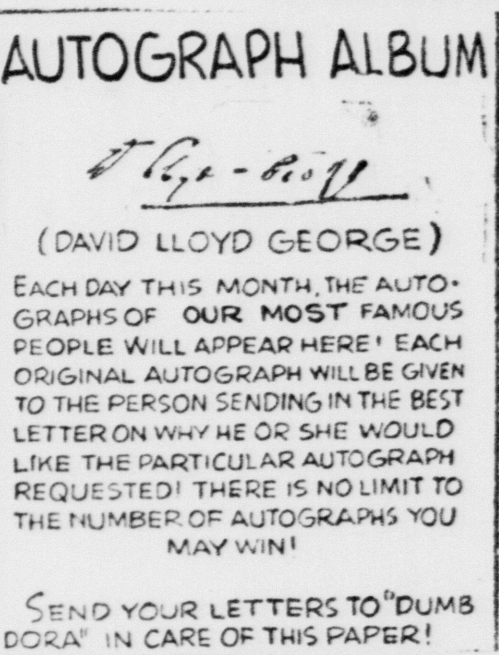 AUTOGRAPH ALBUM
D Lloyd-George
(DAVID LLOYD GEORGE)
EACH DAY THIS MONTH, THE AUTO-
GRAPHS OF OUR MOST FAMOUS
PEOPLE WILL APPEAR HERE! EACH
ORIGINAL AUTOGRAPH WILL BE GIVEN
TO THE PERSON SENDING IN THE BEST
LETTER ON WHY HE OR SHE WOULD
LIKE THE PARTICULAR AUTOGRAPH
REQUESTED! THERE IS NO LIMIT TO
THE NUMBER OF AUTOGRAPHS YOU
MAY WIN!
SEND YOUR LETTERS TO "DUMB
DORA" IN CARE OF THIS PAPER!